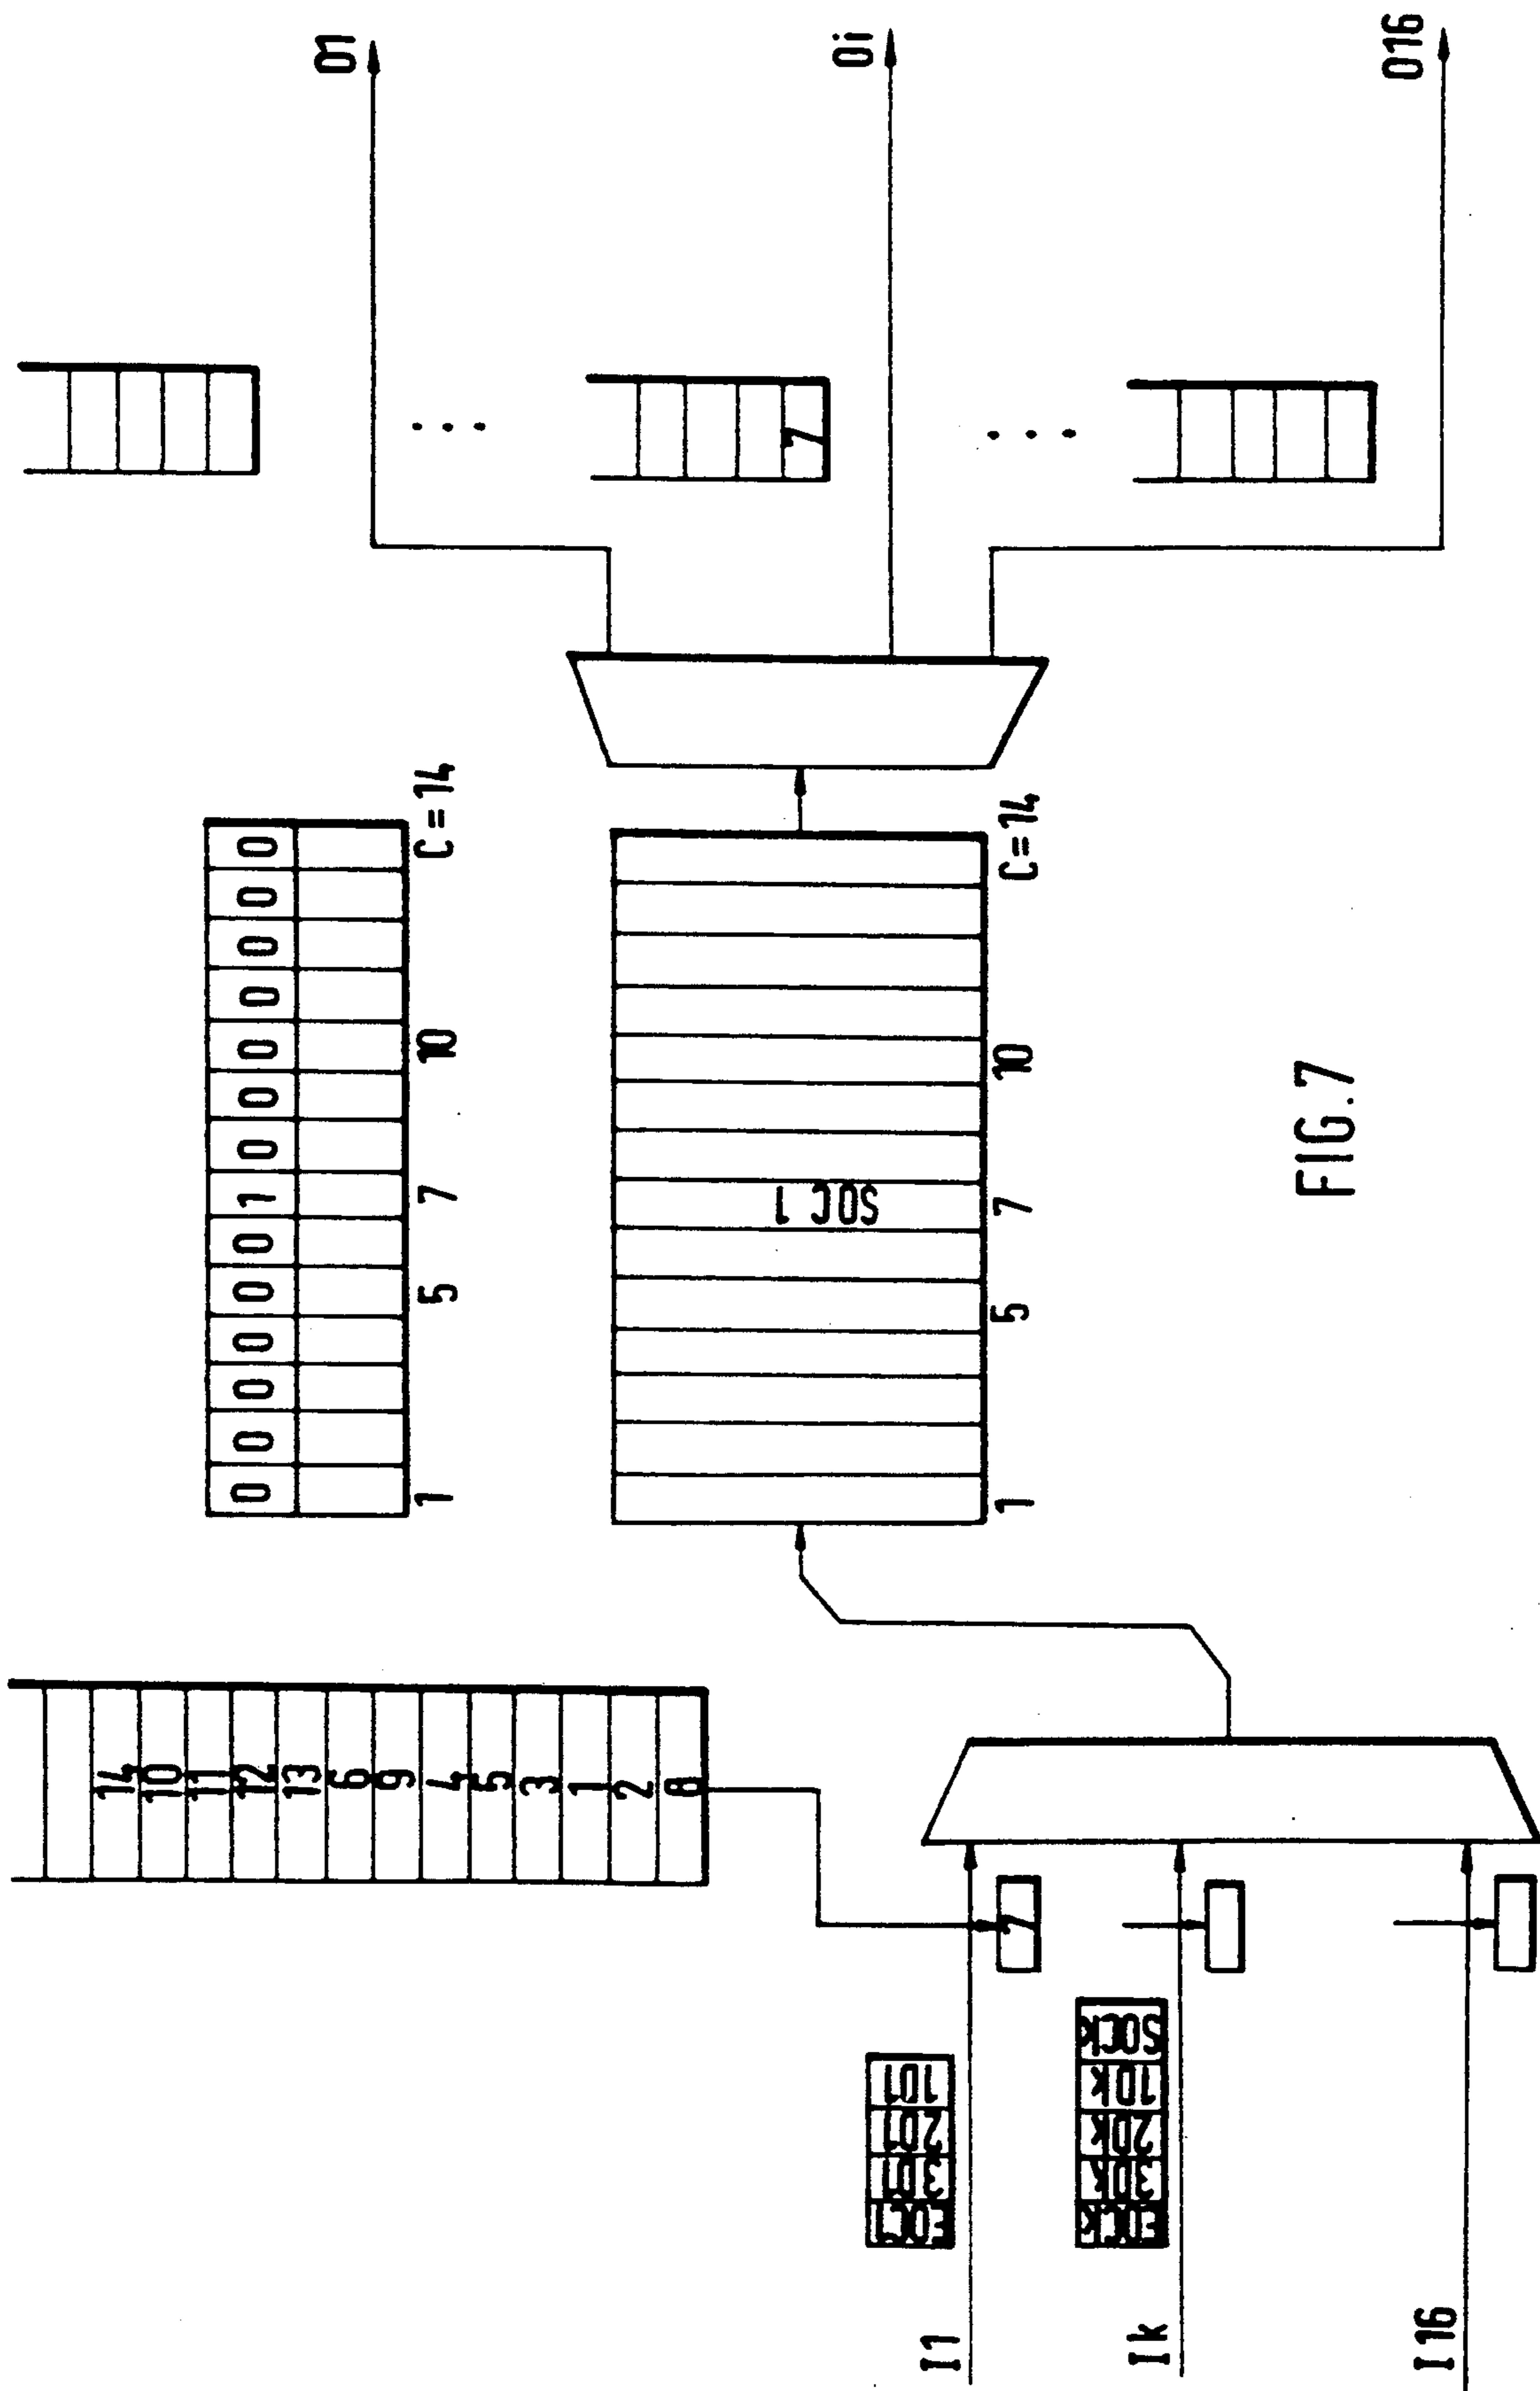 14
10
11
12
13
6
9
4
5
3
1
2
8
0 0 0 0 0 0 1 0 0 0 0 0 0 0
1 5 7 10 C = 14
O1
SOC 1
1 5 7 10 C = 14
7
Oi
I1
EOC1 3D1 2D1 1D1
7
Ik
EOCk 3Dk 2Dk 1Dk SOCk
I16
O16
FIG. 7